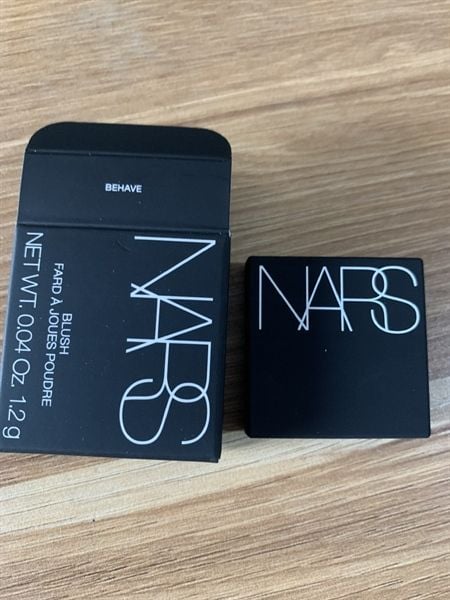 BEHAVE
NARS
BLUSH
FARD À JOUES POUDRE
NET WT. 0.04 Oz. 1.2 g
NARS